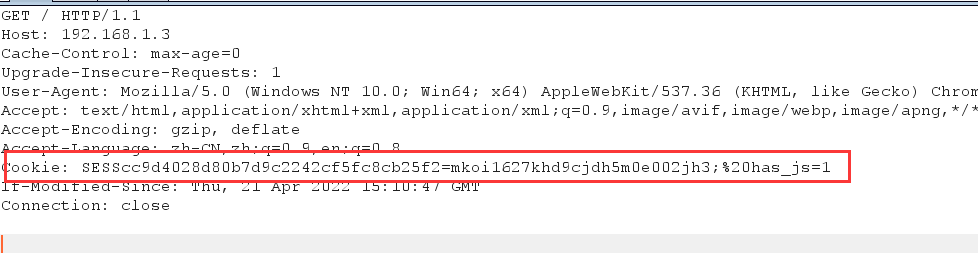 GET / HTTP/1.1
Host: 192.168.1.3
Cache-Control: max-age=0
Upgrade-Insecure-Requests: 1
User-Agent: Mozilla/5.0 (Windows NT 10.0; Win64; x64) AppleWebKit/537.36 (KHTML, like Gecko) Chrom
Accept: text/html,application/xhtml+xml,application/xml;q=0.9,image/avif,image/webp,image/apng,*/*
Accept-Encoding: gzip, deflate
Accept-Language: zh-CN,zh;q=0.9,en;q=0.8
Cookie: SESScc9d4028d80b7d9c2242cf5fc8cb25f2=mkoi1627khd9cjdh5m0e002jh3;%20has_js=1
If-Modified-Since: Thu, 21 Apr 2022 15:10:47 GMT
Connection: close